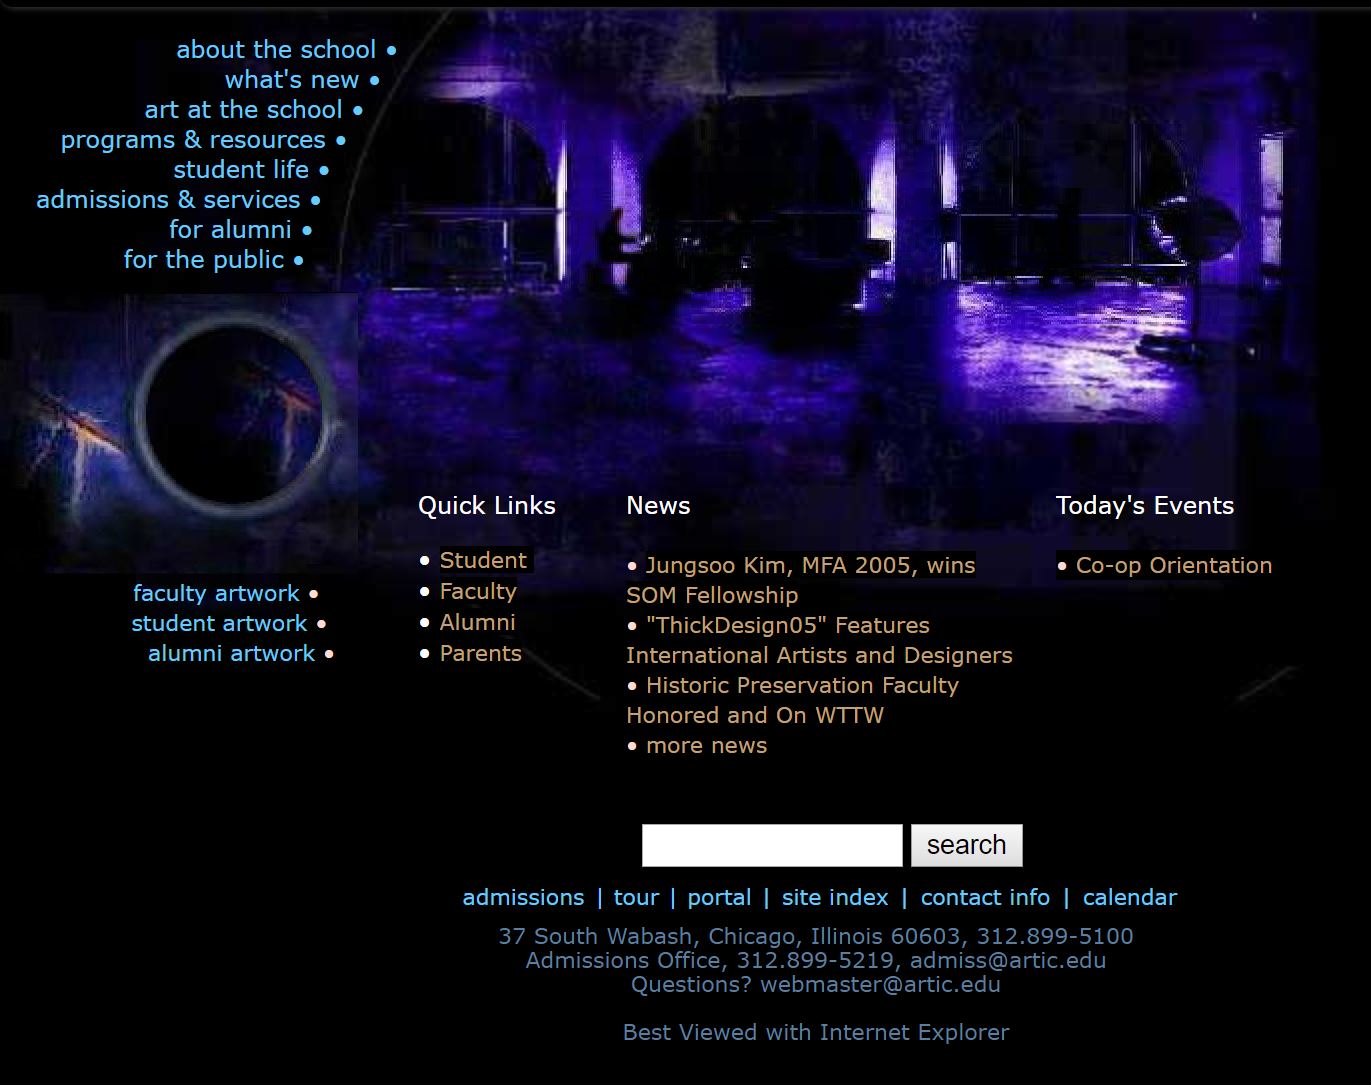 about the school •
what's new •
art at the school •
programs & resources •
student life •
admissions & services •
for alumni •
for the public •
faculty artwork •
student artwork •
alumni artwork •
Quick Links
• Student
• Faculty
• Alumni
• Parents
News
• Jungsoo Kim, MFA 2005, wins
SOM Fellowship
• "ThickDesign05" Features
International Artists and Designers
• Historic Preservation Faculty
Honored and On WTTW
• more news
Today's Events
• Co-op Orientation
search
admissions | tour | portal | site index | contact info | calendar
37 South Wabash, Chicago, Illinois 60603, 312.899-5100
Admissions Office, 312.899-5219, admiss@artic.edu
Questions? webmaster@artic.edu
Best Viewed with Internet Explorer